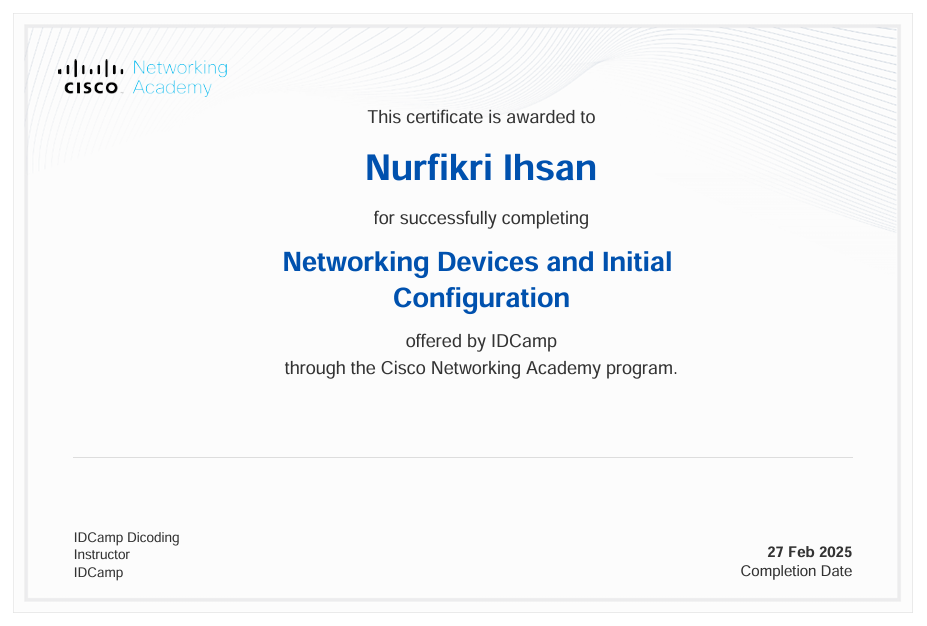 Networking
CISCO Academy
This certificate is awarded to
Nurfikri Ihsan
for successfully completing
Networking Devices and Initial
Configuration
offered by IDCamp
through the Cisco Networking Academy program.
IDCamp Dicoding
Instructor
IDCamp
27 Feb 2025
Completion Date